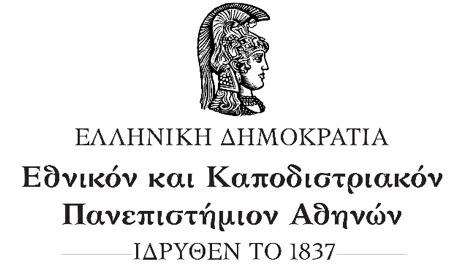 ΕΛΛΗΝΙΚΗ ΔΗΜΟΚΡΑΤΙΑ
Εθνικόν και Καποδιστριακόν
Πανεπιστήμιον Αθηνών
ΙΔΡΥΘΕΝ ΤΟ 1837